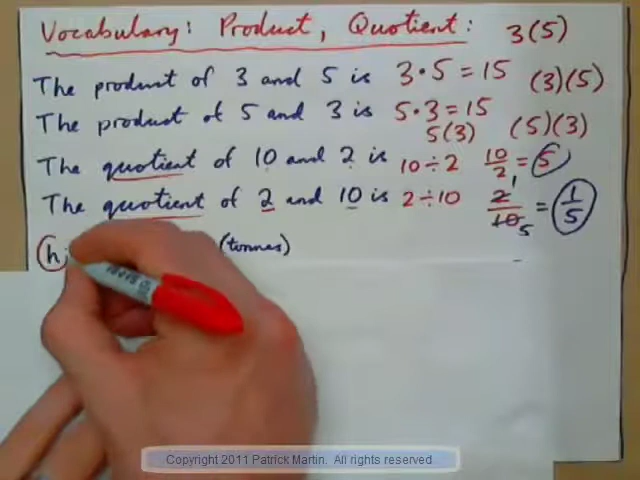 Vocabulary: Product, Quotient: 3(5)
The product of 3 and 5 is 3 • 5 = 15 (3)(5)
The product of 5 and 3 is 5 • 3 = 15
5(3) (5)(3)
The quotient of 10 and 2 is 10 ÷ 2 10/2 = 5
The quotient of 2 and 10 is 2 ÷ 10 2/10 1 5 = 1/5
h (tonnes)
Copyright 2011 Patrick Martin. All rights reserved.